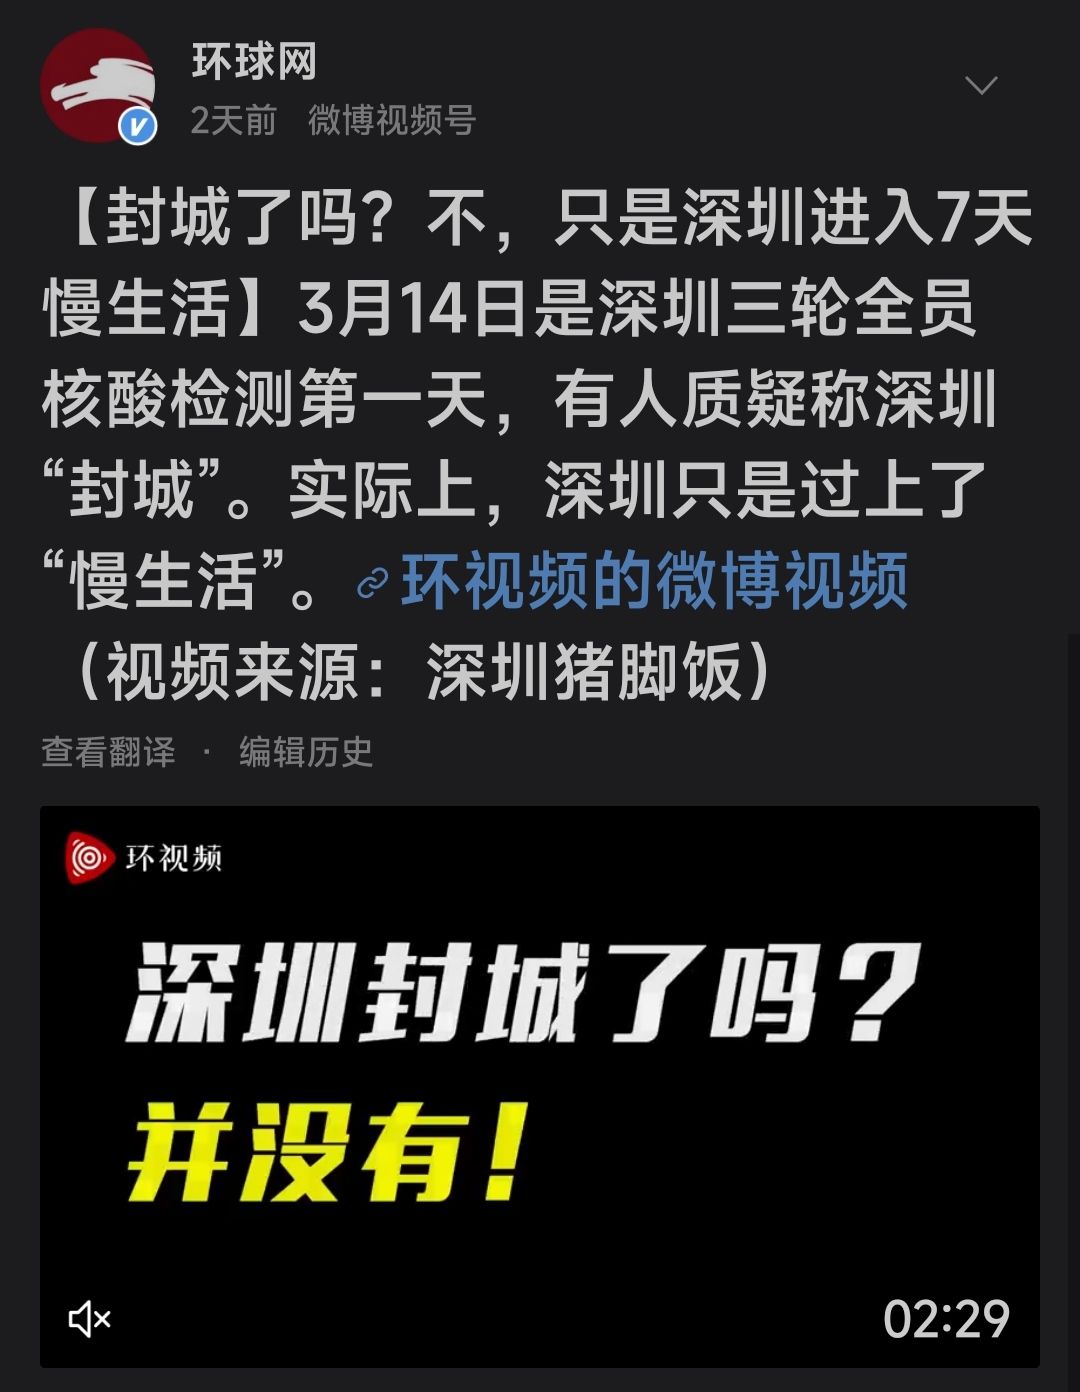 环球网
2天前 微博视频号
【封城了吗？不，只是深圳进入7天
慢生活】3月14日是深圳三轮全员
核酸检测第一天，有人质疑称深圳
“封城”。实际上，深圳只是过上了
“慢生活”。环视频的微博视频
（视频来源：深圳猪脚饭）
查看翻译 · 编辑历史
环视频
深圳封城了吗？
并没有！
02:29